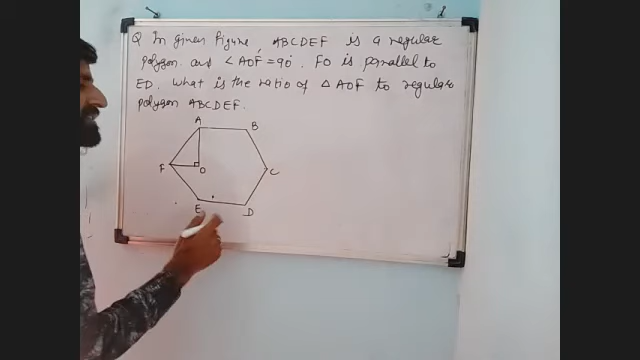 Q In given figure, ABCDEF is a regular
polygon and ∠AOF = 90°. FO is parallel to
ED. What is the ratio of △AOF to regular
polygon ABCDEF.
A B
F O C
E D